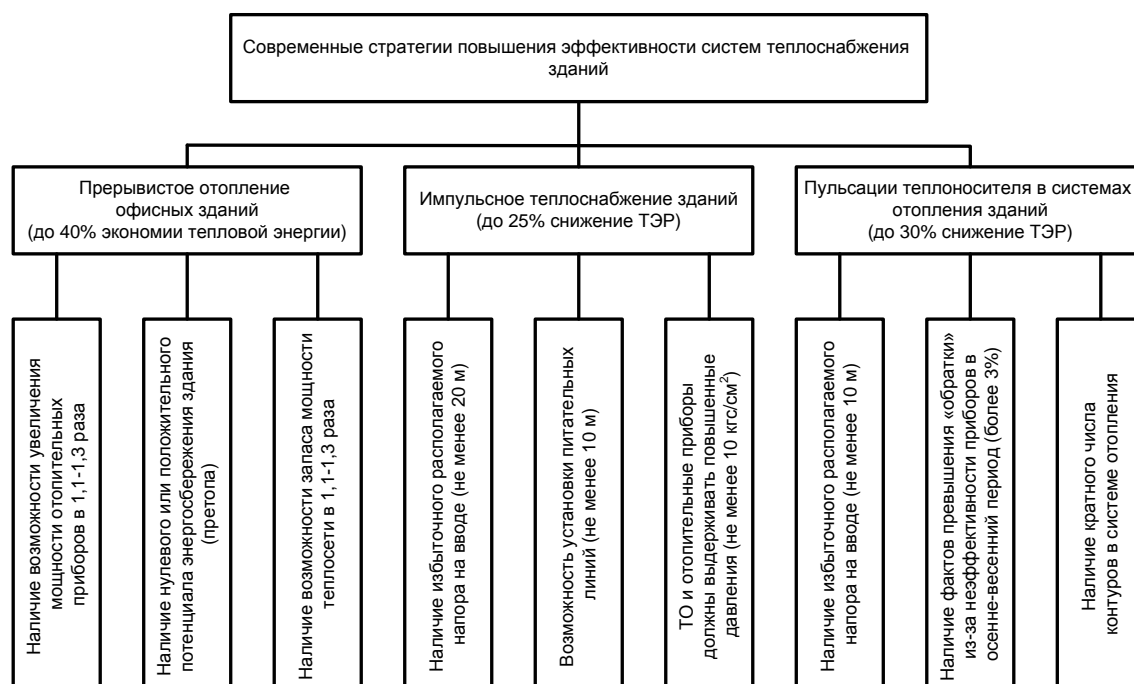 Современные стратегии повышения эффективности систем теплоснабжения
зданий
Прерывистое отопление
офисных зданий
(до 40% экономии тепловой энергии)
Импульсное теплоснабжение зданий
(до 25% снижение ТЭР)
Пульсации теплоносителя в системах
отопления зданий
(до 30% снижение ТЭР)
Наличие возможности увеличения
мощности отопительных
приборов в 1,1-1,3 раза
Наличие нулевого или положительного
потенциала энергосбережения здания
(претопа)
Наличие возможности запаса мощности
теплосети в 1,1-1,3 раза
Наличие избыточного располагаемого
напора на вводе (не менее 20 м)
Возможность установки питательных
линий (не менее 10 м)
ТО и отопительные приборы
должны выдерживать повышенные
давления (не менее 10 кгс/см²)
Наличие избыточного располагаемого
напора на вводе (не менее 10 м)
Наличие фактов превышения «обратки»
из-за неэффективности приборов в
осенне-весенний период (более 3%)
Наличие кратного числа
контуров в системе отопления